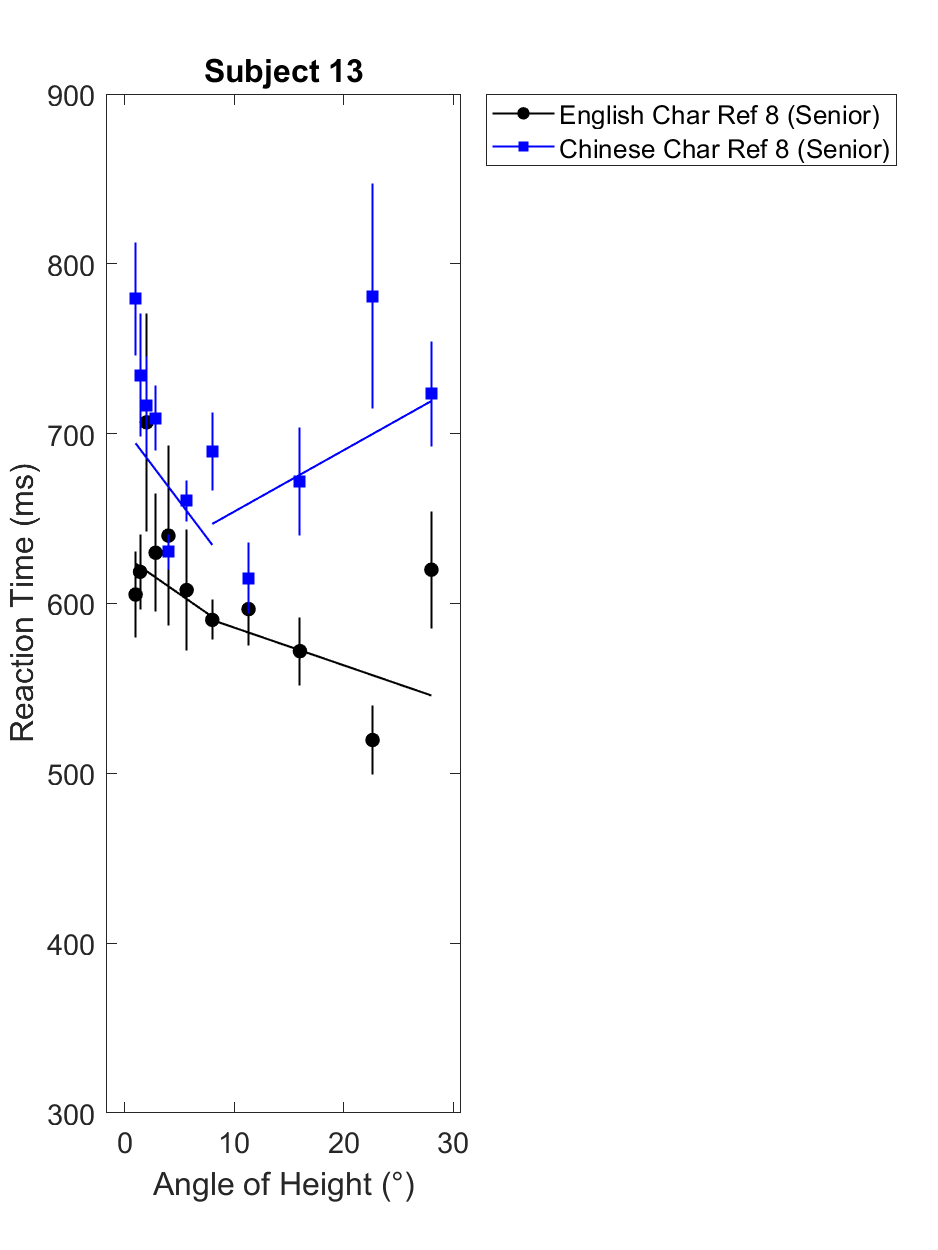 Subject 13
English Char Ref 8 (Senior)
Chinese Char Ref 8 (Senior)
900
800
700
600
500
400
300
Reaction Time (ms)
0 10 20 30
Angle of Height (°)